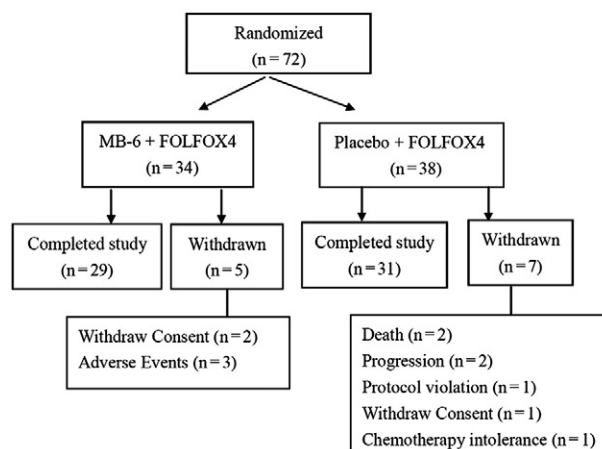 Randomized
(n=72)
MB-6 + FOLFOX4
(n=34)
Placebo + FOLFOX4
(n=38)
Completed study
(n=29)
Withdrawn
(n=5)
Completed study
(n=31)
Withdrawn
(n=7)
Withdraw Consent (n=2)
Adverse Events (n=3)
Death (n=2)
Progression (n=2)
Protocol violation (n=1)
Withdraw Consent (n=1)
Chemotherapy intolerance (n=1)